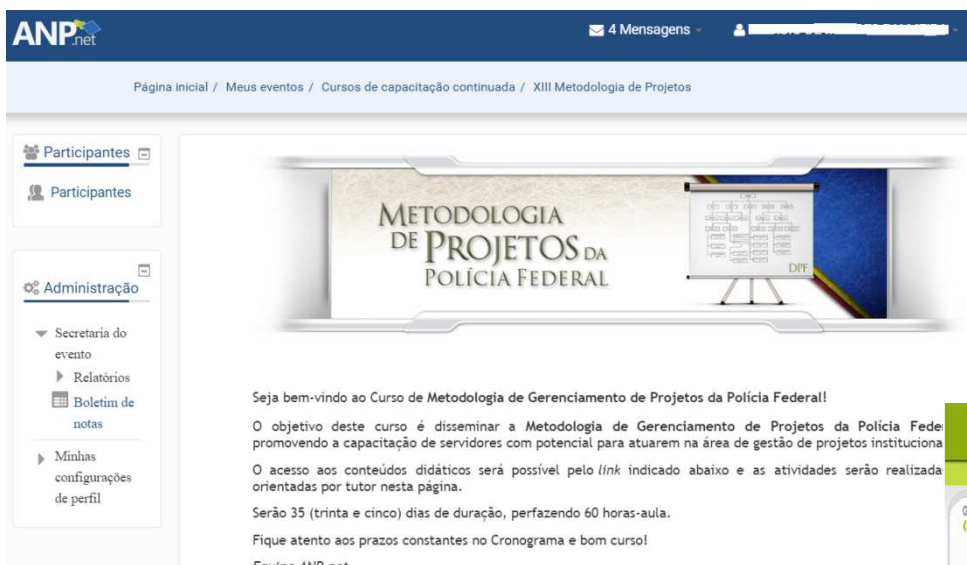 ANP.net
4 Mensagens
Página inicial / Meus eventos / Cursos de capacitação continuada / XIII Metodologia de Projetos
Participantes
Participantes
Administração
Secretaria do
evento
Relatórios
Boletim de
notas
Minhas
configurações
de perfil
METODOLOGIA
DE PROJETOS DA
POLÍCIA FEDERAL
DPF
Seja bem-vindo ao Curso de Metodologia de Gerenciamento de Projetos da Polícia Federal!
O objetivo deste curso é disseminar a Metodologia de Gerenciamento de Projetos da Polícia Fede
promovendo a capacitação de servidores com potencial para atuarem na área de gestão de projetos instituciona
O acesso aos conteúdos didáticos será possível pelo link indicado abaixo e as atividades serão realizada
orientadas por tutor nesta página.
Serão 35 (trinta e cinco) dias de duração, perfazendo 60 horas-aula.
Fique atento aos prazos constantes no Cronograma e bom curso!
Equipe ANP.net